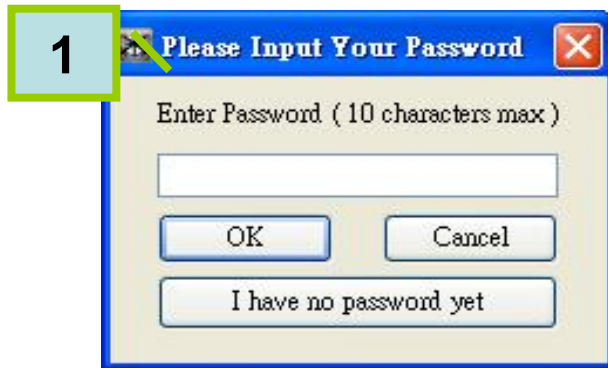 1
Please Input Your Password
Enter Password ( 10 characters max )
OK
Cancel
I have no password yet